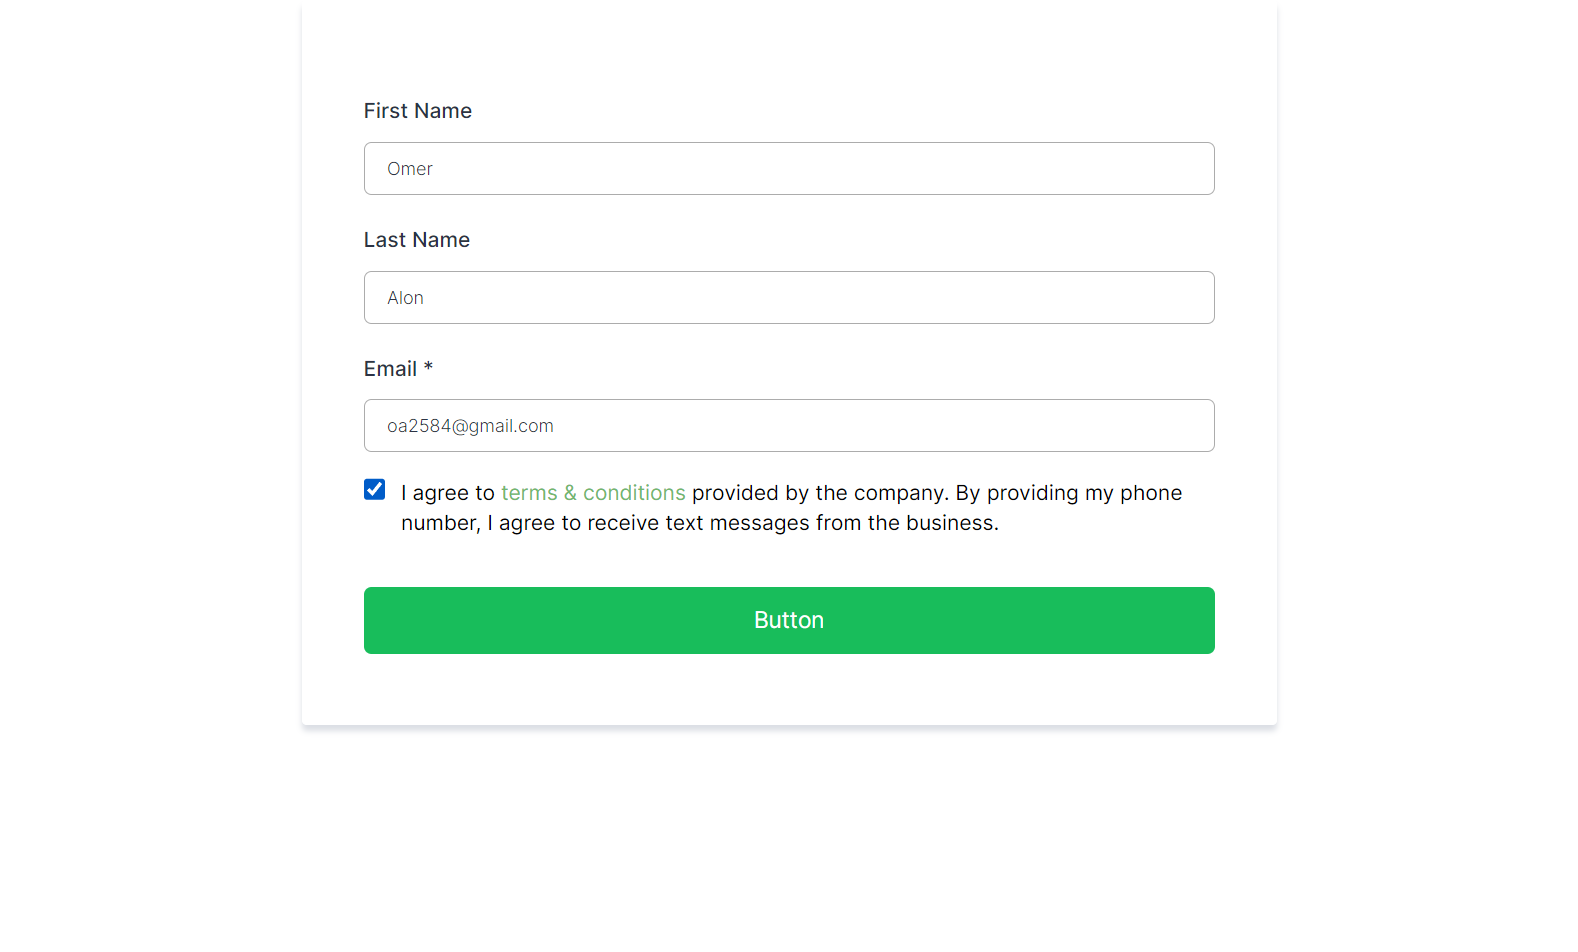 First Name
Omer
Last Name
Alon
Email *
oa2584@gmail.com
I agree to terms & conditions provided by the company. By providing my phone
number, I agree to receive text messages from the business.
Button